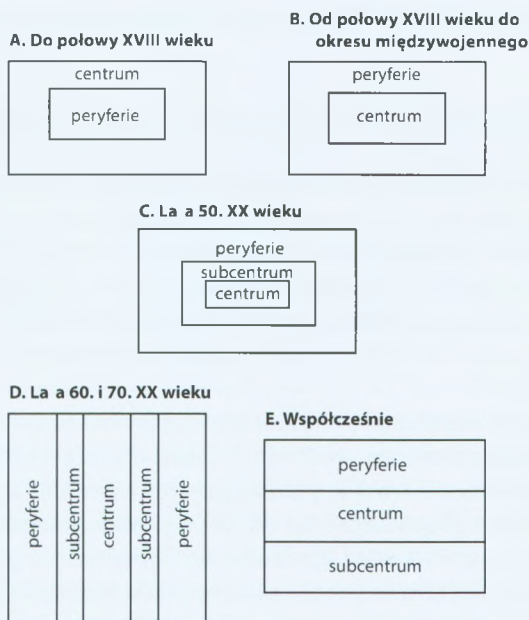 A. Do połowy XVIII wieku
centrum
peryferie
B. Od połowy XVIII wieku do
okresu międzywojennego
peryferie
centrum
C. La a 50. XX wieku
peryferie
subcentrum
centrum
D. La a 60. i 70. XX wieku
peryferie
subcentrum
centrum
subcentrum
peryferie
E. Współcześnie
peryferie
centrum
subcentrum